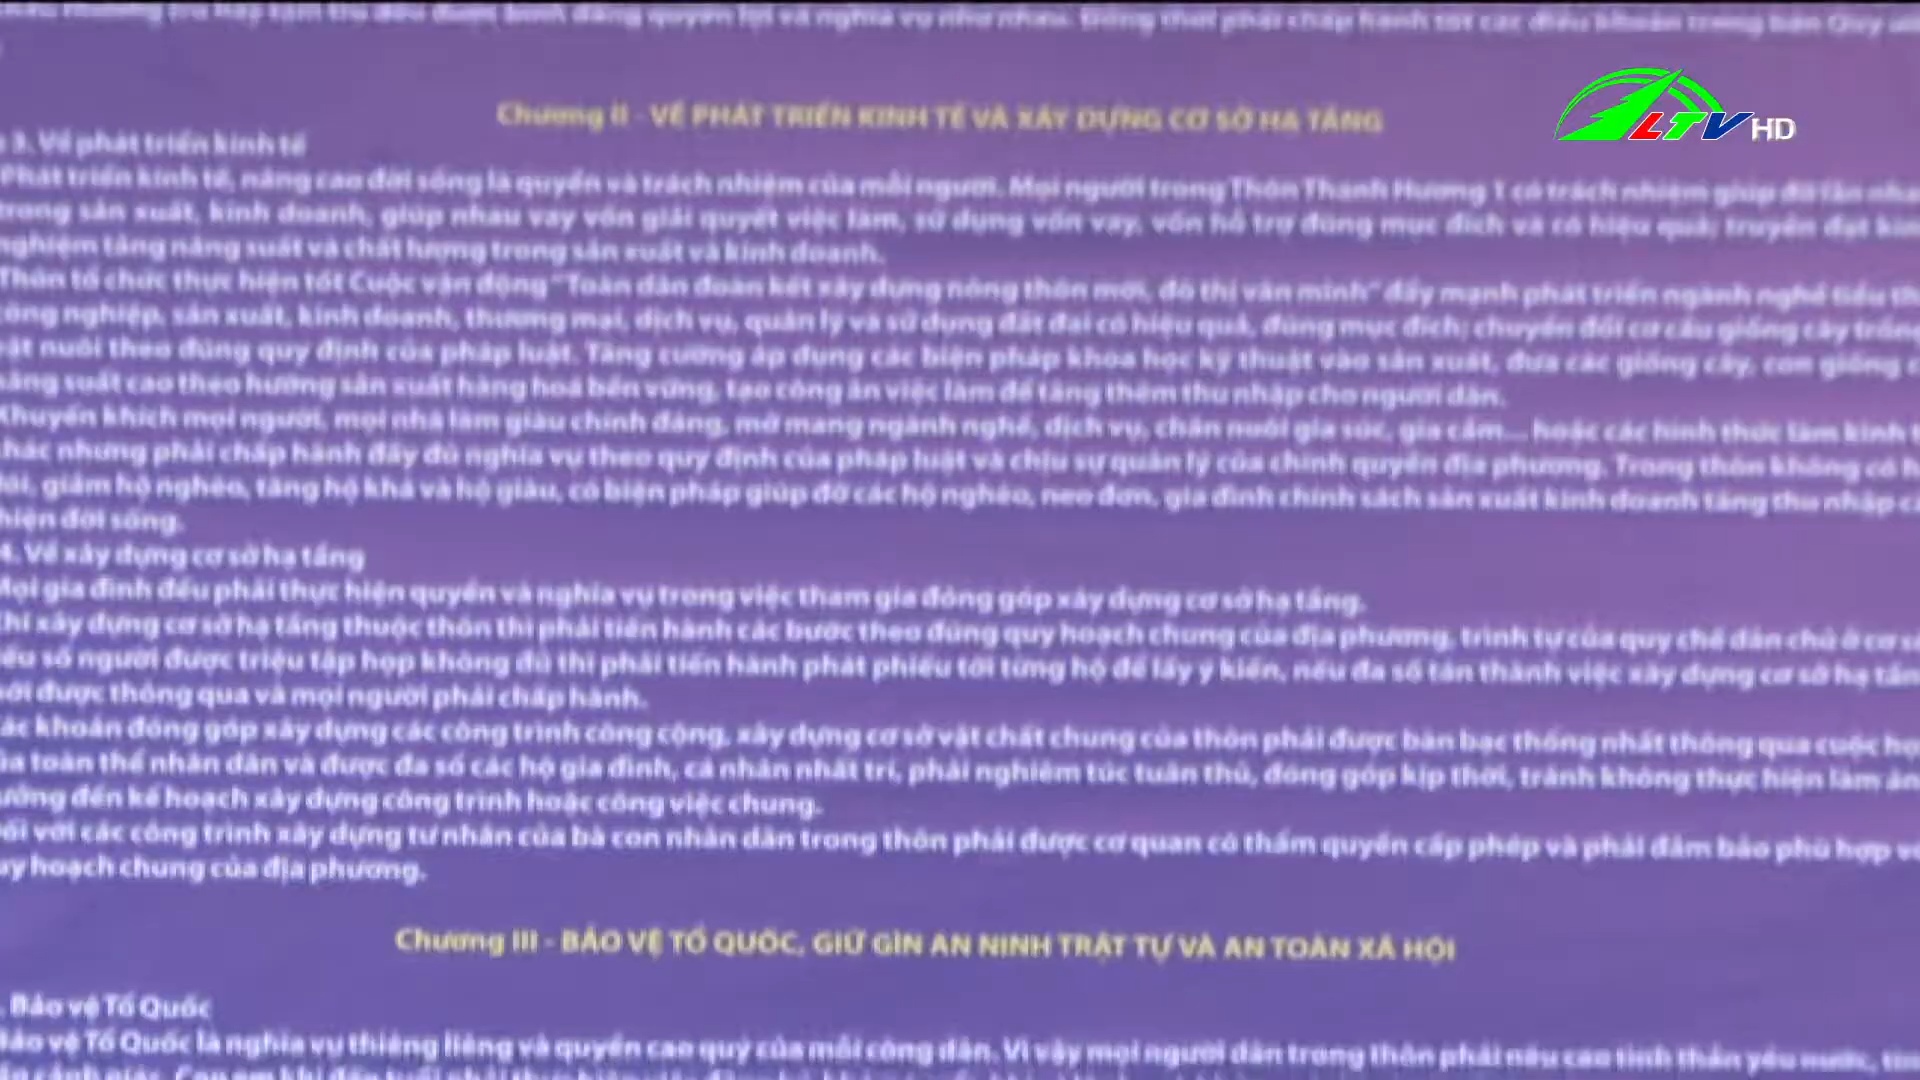 quyền lợi và nghĩa vụ như nhau. Đồng thời phải chấp hành tốt các điều khoản trong bản Quy
Chương II - VỀ PHÁT TRIỂN KINH TẾ VÀ XÂY DỰNG CƠ SỞ HẠ TẦNG
LTV HD
3. Về phát triển kinh tế
Phát triển kinh tế, nâng cao đời sống là quyền và trách nhiệm của mỗi người. Mọi người trong Thôn Thanh Hương 1 có trách nhiệm giúp đỡ lẫn
trong sản xuất, kinh doanh, giúp nhau vay vốn giải quyết việc làm, sử dụng vốn vay, vốn hỗ trợ đúng mục đích và có hiệu quả; truyền đạt
nghiệm tăng năng suất và chất lượng trong sản xuất và kinh doanh.
Thôn tổ chức thực hiện tốt Cuộc vận động "Toàn dân đoàn kết xây dựng nông thôn mới, đô thị văn minh" đẩy mạnh phát triển ngành nghề tiểu
công nghiệp, sản xuất, kinh doanh, thương mại, dịch vụ, quản lý và sử dụng đất đai có hiệu quả, đúng mục đích; chuyển đổi cơ cấu giống cây trồng
vật nuôi theo đúng quy định của pháp luật. Tăng cường áp dụng các biện pháp khoa học kỹ thuật vào sản xuất, đưa các giống cây, con giống
năng suất cao theo hướng sản xuất hàng hoá bền vững, tạo công ăn việc làm để tăng thêm thu nhập cho người dân.
Khuyến khích mọi người, mọi nhà làm giàu chính đáng, mở mang ngành nghề, dịch vụ, chăn nuôi gia súc, gia cầm... hoặc các hình thức làm kinh
khác nhưng phải chấp hành đầy đủ nghĩa vụ theo quy định của pháp luật và chịu sự quản lý của chính quyền địa phương. Trong thôn không có
đói, giảm hộ nghèo, tăng hộ khá và hộ giàu, có biện pháp giúp đỡ các hộ nghèo, neo đơn, gia đình chính sách sản xuất kinh doanh tăng thu nhập
thiện đời sống.
4. Về xây dựng cơ sở hạ tầng
Mọi gia đình đều phải thực hiện quyền và nghĩa vụ trong việc tham gia đóng góp xây dựng cơ sở hạ tầng.
Khi xây dựng cơ sở hạ tầng thuộc thôn thì phải tiến hành các bước theo đúng quy hoạch chung của địa phương, trình tự của quy chế dân chủ ở cơ
nếu số người được triệu tập họp không đủ thì phải tiến hành phát phiếu tới từng hộ để lấy ý kiến, nếu đa số tán thành việc xây dựng cơ sở hạ tầng
mới được thông qua và mọi người phải chấp hành.
Các khoản đóng góp xây dựng các công trình công cộng, xây dựng cơ sở vật chất chung của thôn phải được bàn bạc thống nhất thông qua cuộc
của toàn thể nhân dân và được đa số các hộ gia đình, cá nhân nhất trí, phải nghiêm túc tuân thủ, đóng góp kịp thời, tránh không thực hiện làm
hưởng đến kế hoạch xây dựng công trình hoặc công việc chung.
Đối với các công trình xây dựng tư nhân của bà con nhân dân trong thôn phải được cơ quan có thẩm quyền cấp phép và phải đảm bảo phù hợp
quy hoạch chung của địa phương.
Chương III - BẢO VỆ TỔ QUỐC, GIỮ GÌN AN NINH TRẬT TỰ VÀ AN TOÀN XÃ HỘI
. Bảo vệ Tổ Quốc
Bảo vệ Tổ Quốc là nghĩa vụ thiêng liêng và quyền cao quý của mỗi công dân. Vì vậy mọi người dân trong thôn phải nêu cao tinh thần yêu nước,